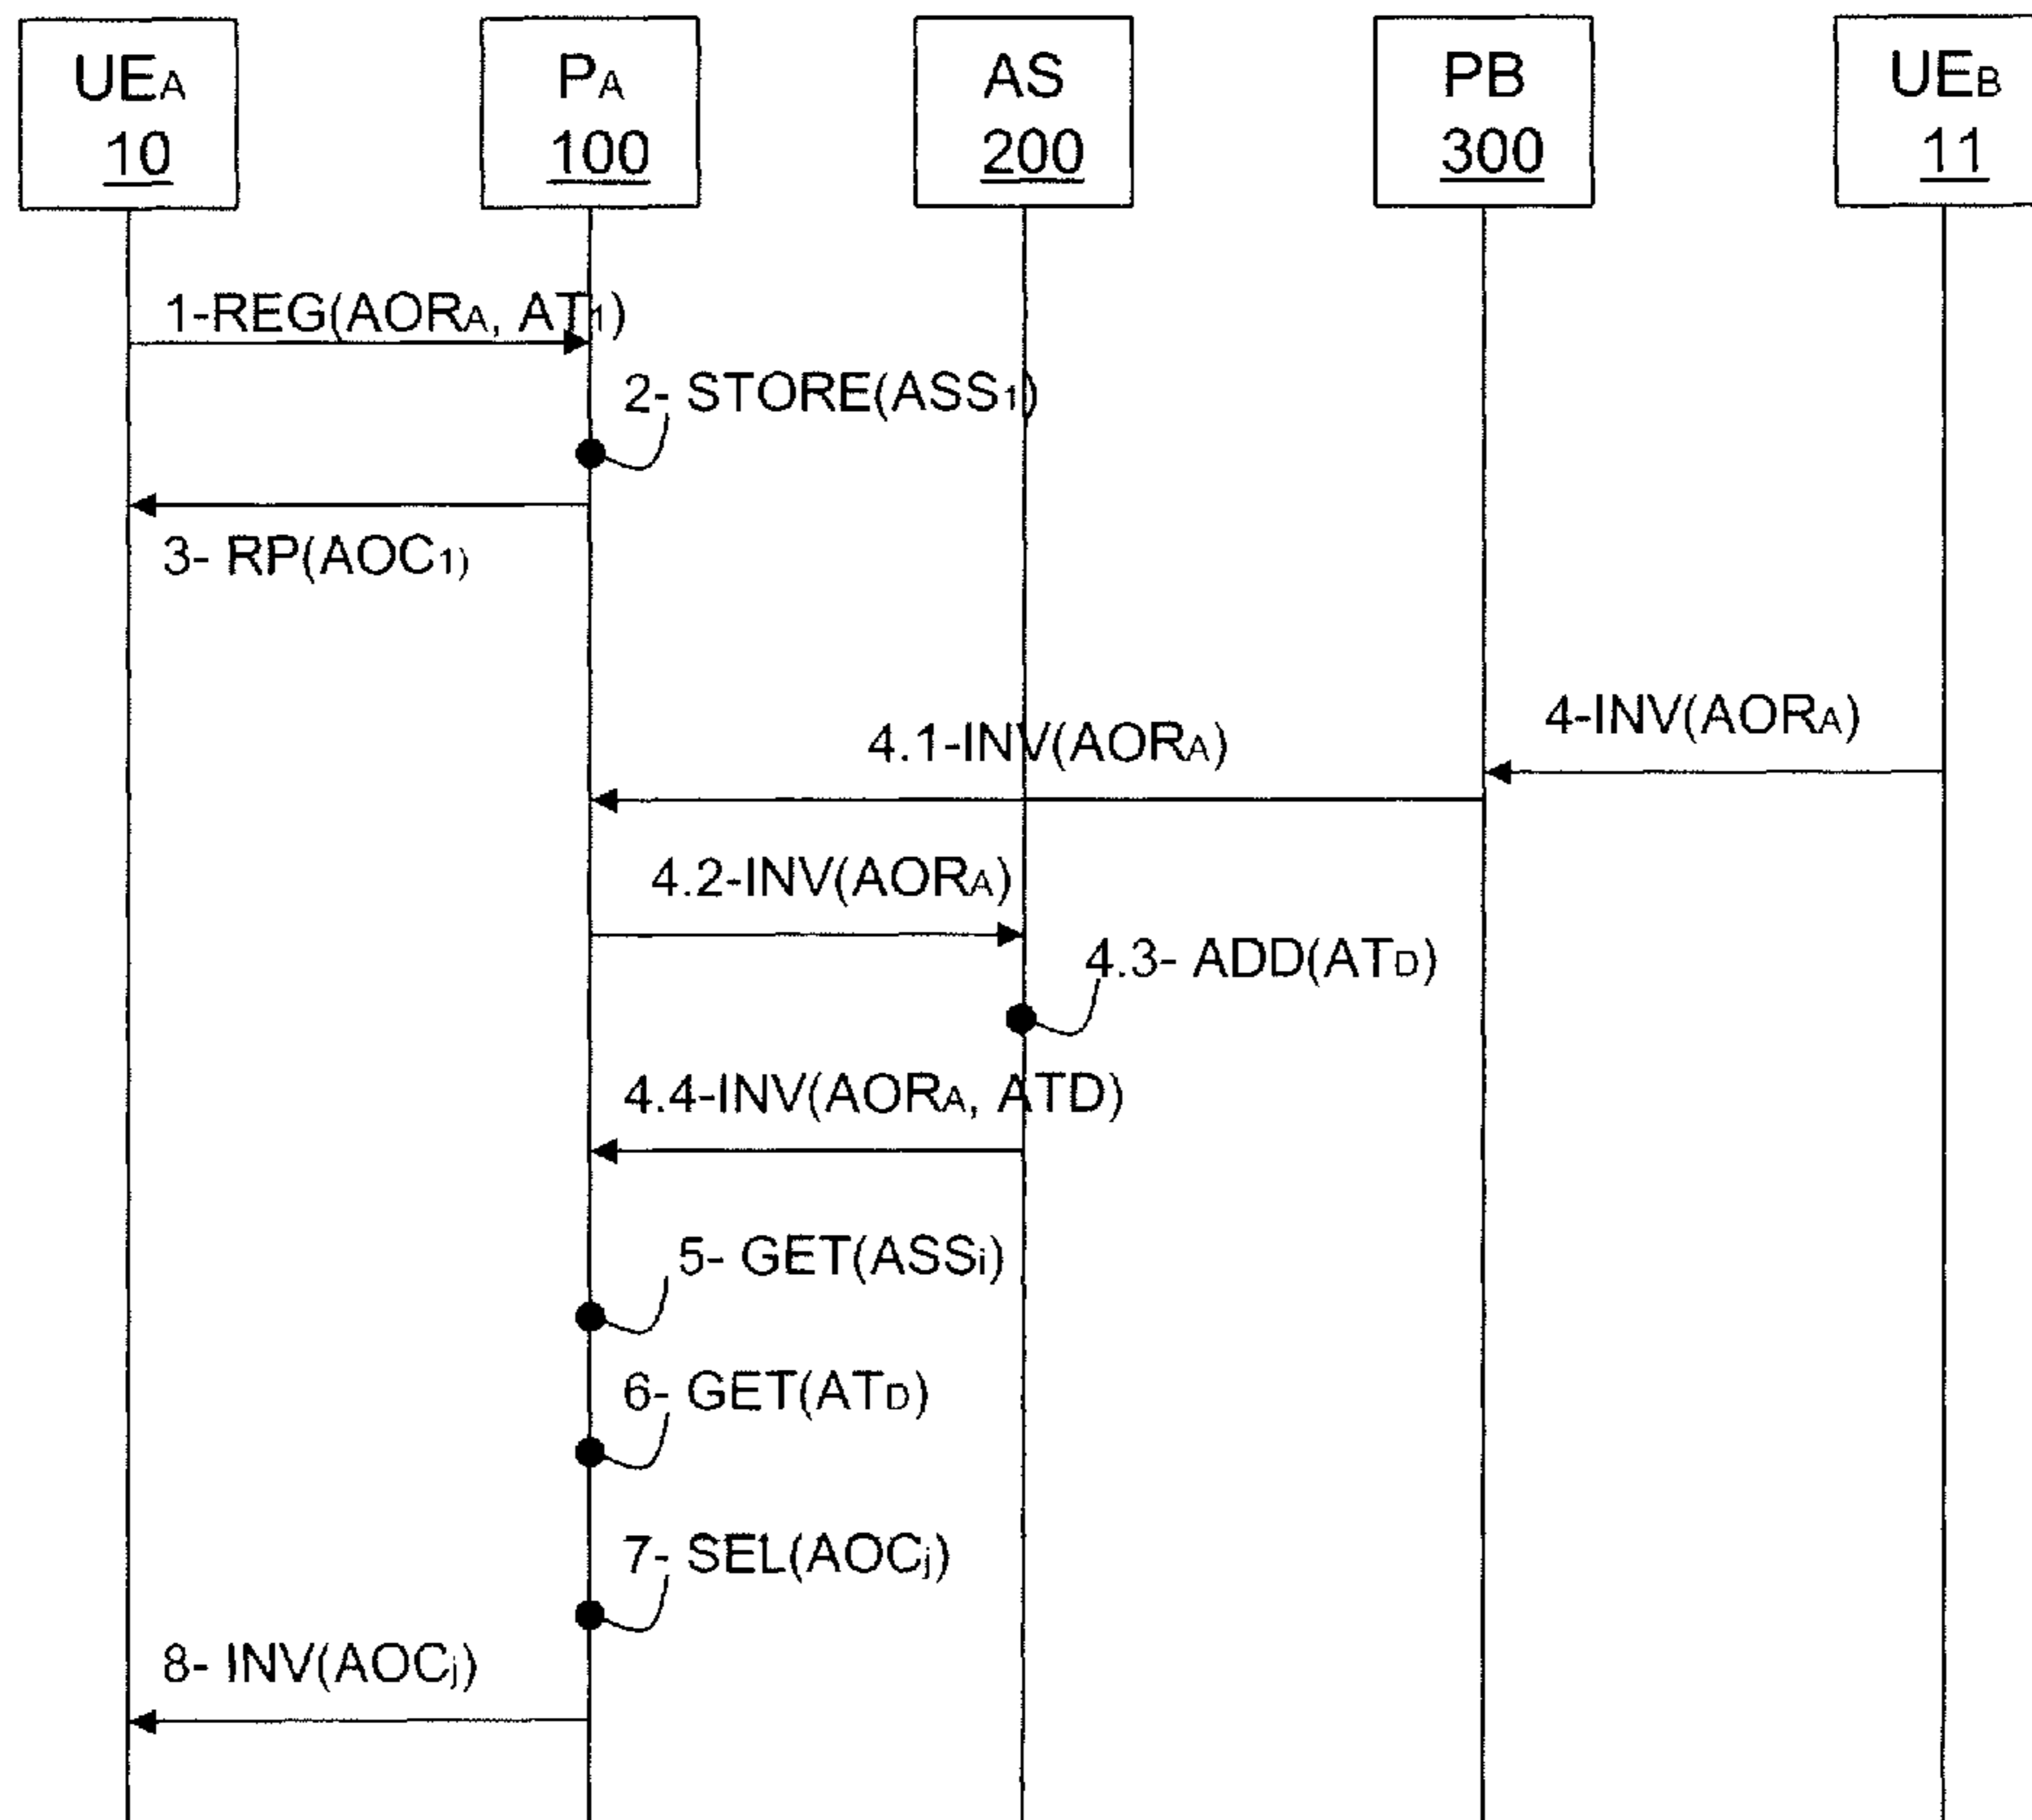 UEA
10
PA
100
AS
200
PB
300
UEB
11
1-REG(AORA, AT1)
2- STORE(ASS1)
3- RP(AOC1)
4-INV(AORA)
4.1-INV(AORA)
4.2-INV(AORA)
4.3- ADD(ATD)
4.4-INV(AORA, ATD)
5- GET(ASSi)
6- GET(ATD)
7- SEL(AOCj)
8- INV(AOCj)